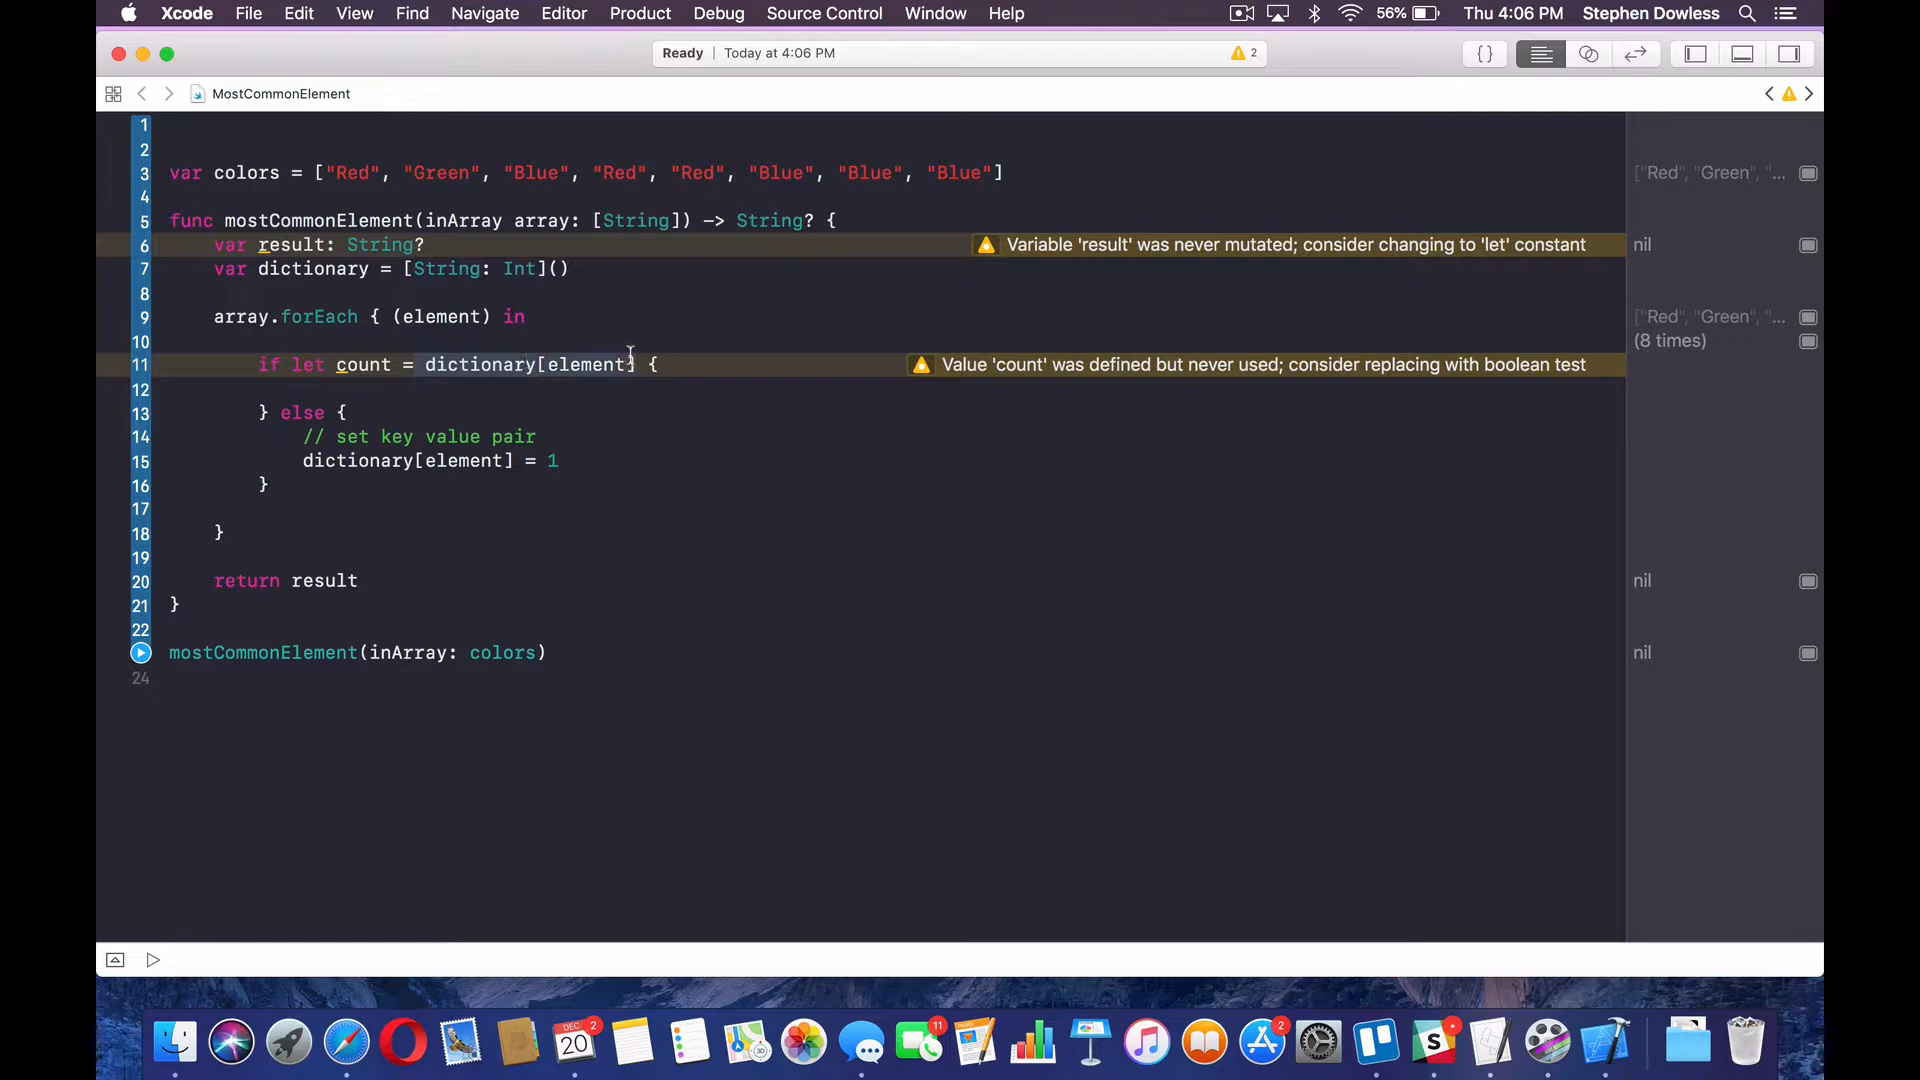 Xcode File Edit View Find Navigate Editor Product Debug Source Control Window Help 56% Thu 4:06 PM Stephen Dowless
Ready | Today at 4:06 PM 2
MostCommonElement
1
2
3 var colors = ["Red", "Green", "Blue", "Red", "Red", "Blue", "Blue", "Blue"] ["Red", "Green", "...
4
5 func mostCommonElement(inArray array: [String]) -> String? {
6 var result: String? Variable 'result' was never mutated; consider changing to 'let' constant nil
7 var dictionary = [String: Int]()
8
9 array.forEach { (element) in ["Red", "Green", "...
10 (8 times)
11 if let count = dictionary[element] { Value 'count' was defined but never used; consider replacing with boolean test
12
13 } else {
14 // set key value pair
15 dictionary[element] = 1
16 }
17
18 }
19
20 return result nil
21 }
22
mostCommonElement(inArray: colors) nil
24
DEC 20 2 11 3D 2 S